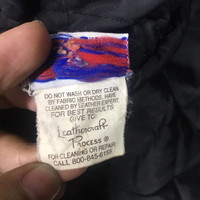 DO NOT WASH OR DRY CLEAN
BY FABRIC METHODS, HAVE
CLEANED BY LEATHER EXPERT
FOR BEST RESULTS
GIVE TO:
Leathercraft
Process®
FOR CLEANING OR REPAIR
CALL 800-845-6155